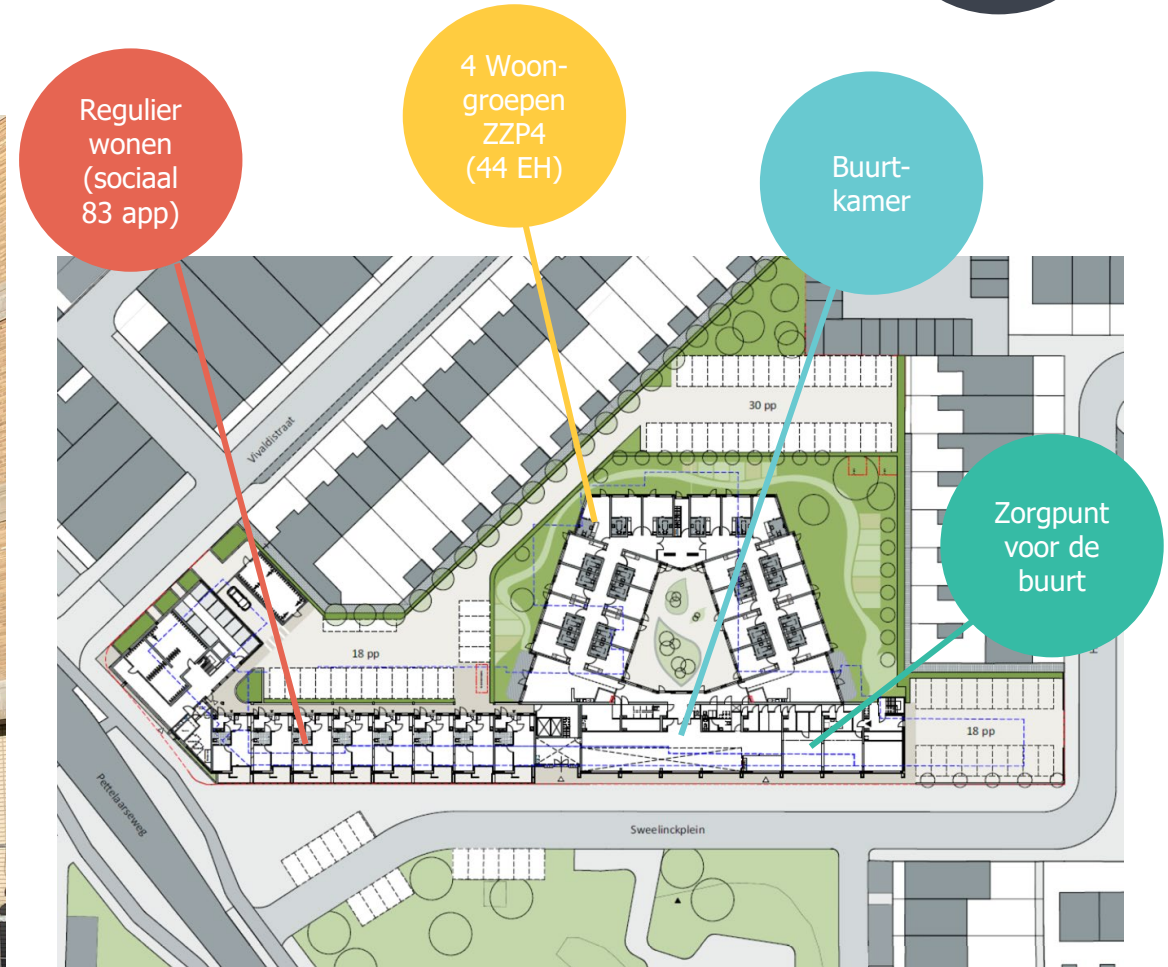 Regulier
wonen
(sociaal
83 app)
4 Woon-
groepen
ZZP4
(44 EH)
Buurt-
kamer
Zorgpunt
voor de
buurt
Vivaldistraat
30 pp
18 pp
18 pp
Pettelaarseweg
Sweelinckplein